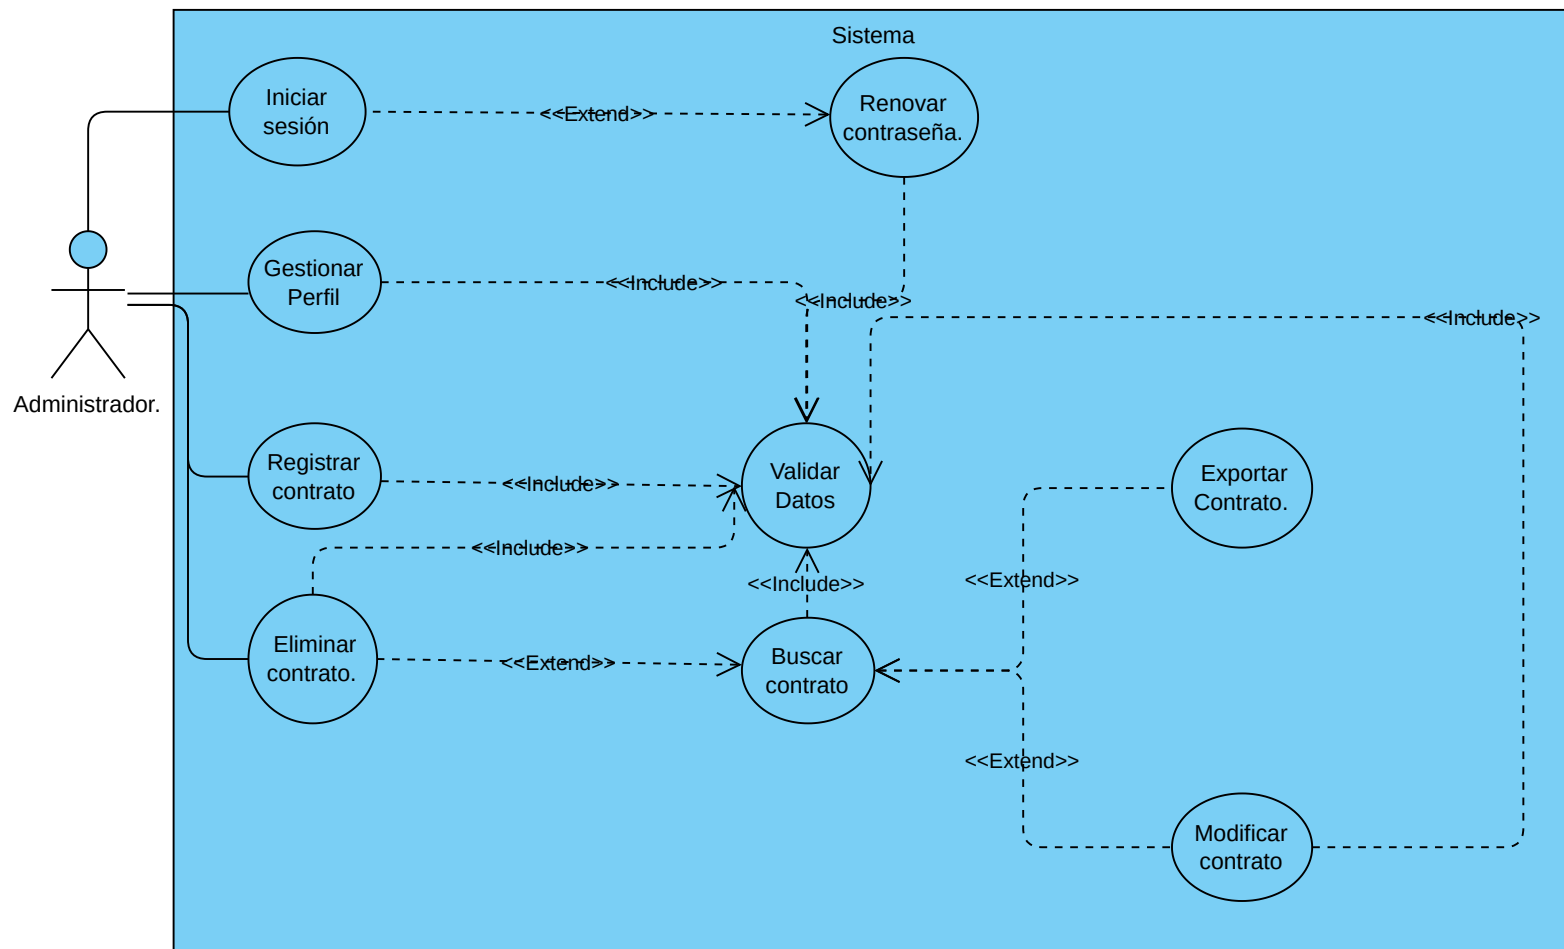 Sistema
Iniciar
sesión
<<Extend>>
Renovar
contraseña.
Gestionar
Perfil
<<Include>>
<<Include>>
<<Include>>
Administrador.
Registrar
contrato
<<Include>>
Validar
Datos
Exportar
Contrato.
<<Include>>
<<Include>>
<<Extend>>
Eliminar
contrato.
<<Extend>>
Buscar
contrato
<<Extend>>
Modificar
contrato